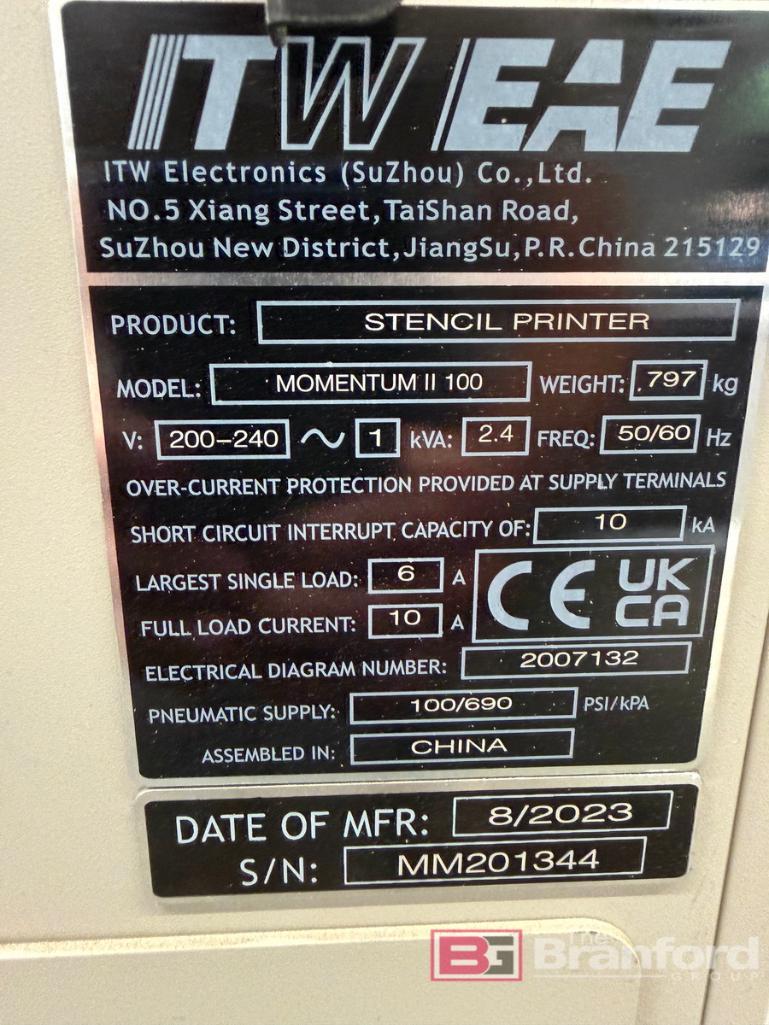 ITW EAE
ITW Electronics (SuZhou) Co.,Ltd.
NO.5 Xiang Street,TaiShan Road,
SuZhou New District,JiangSu,P.R.China 215129
PRODUCT: STENCIL PRINTER
MODEL: MOMENTUM II 100 WEIGHT: 797 kg
V: 200-240 ~ 1 kVA: 2.4 FREQ: 50/60 Hz
OVER-CURRENT PROTECTION PROVIDED AT SUPPLY TERMINALS
SHORT CIRCUIT INTERRUPT CAPACITY OF: 10 kA
LARGEST SINGLE LOAD: 6 A CE UK
FULL LOAD CURRENT: 10 A CA
ELECTRICAL DIAGRAM NUMBER: 2007132
PNEUMATIC SUPPLY: 100/690 PSI/kPA
ASSEMBLED IN: CHINA
DATE OF MFR: 8/2023
S/N: MM201344
BG The Branford
GROUP